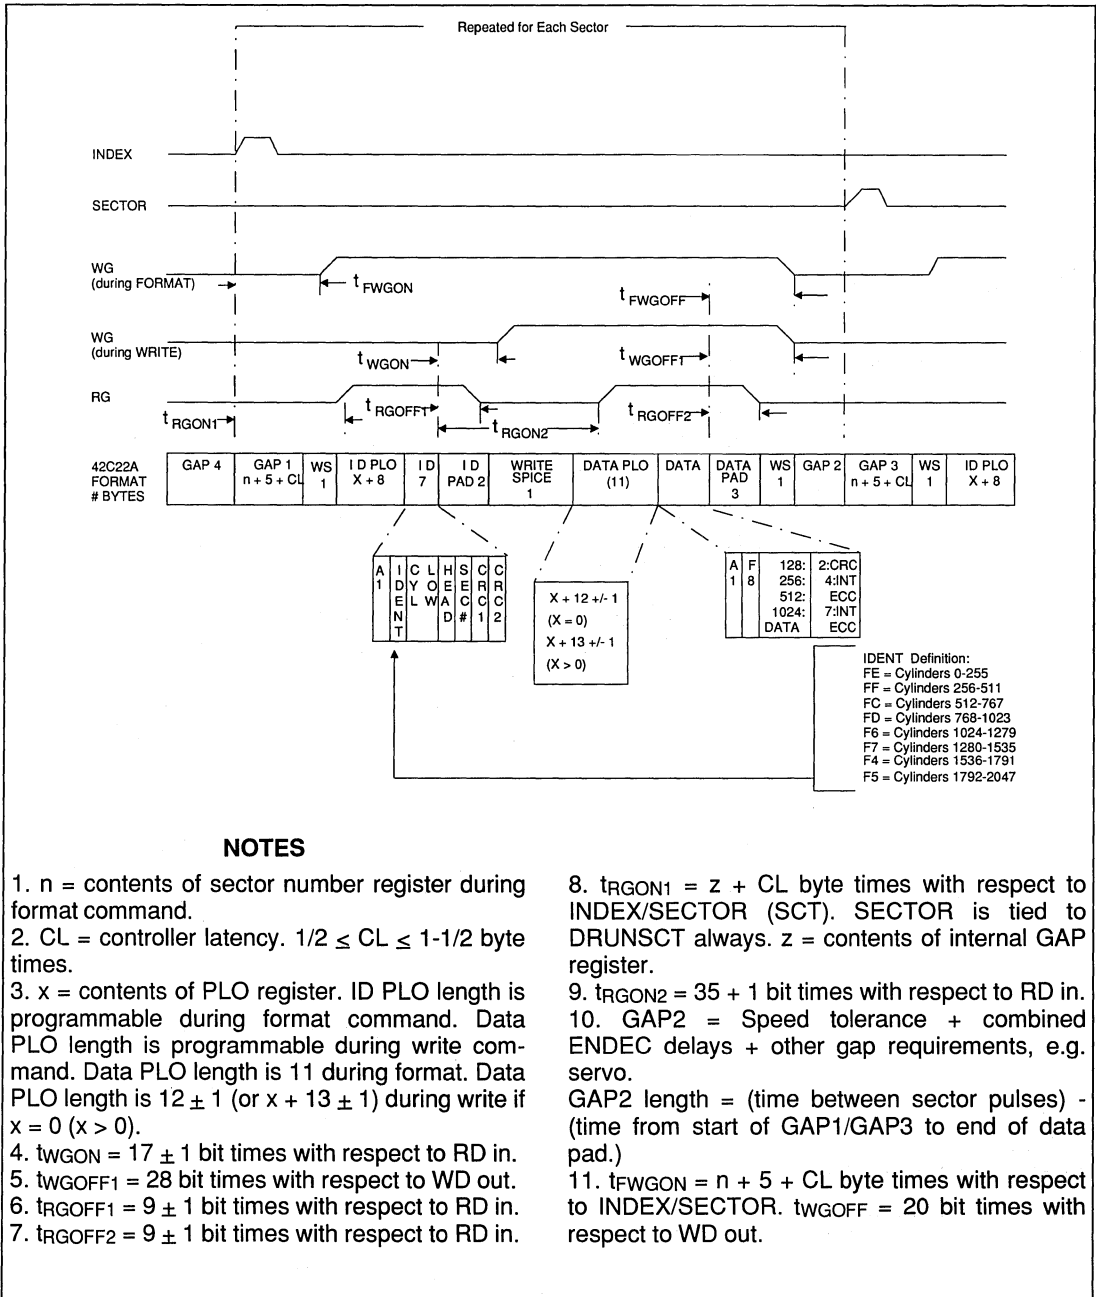 Repeated for Each Sector
INDEX
SECTOR
WG
(during FORMAT)
t FWGON
t FWGOFF
WG
(during WRITE)
t WGON
t WGOFF1
RG
t RGON1
t RGOFF1
t RGON2
t RGOFF2
42C22A
FORMAT
# BYTES
GAP 4
GAP 1
n + 5 + CL
WS
1
I D PLO
X + 8
I D
7
I D
PAD 2
WRITE
SPICE
1
DATA PLO
(11)
DATA
DATA
PAD
3
WS
1
GAP 2
GAP 3
n + 5 + CL
WS
1
ID PLO
X + 8
A1
IDENT
CYL
LOW
HEAD
SEC#
CRC1
CRC2
X + 12 +/- 1
(X = 0)
X + 13 +/- 1
(X > 0)
A1
F8
128:
256:
512:
1024:
DATA
2:CRC
4:INT
ECC
7:INT
ECC
IDENT Definition:
FE = Cylinders 0-255
FF = Cylinders 256-511
FC = Cylinders 512-767
FD = Cylinders 768-1023
F6 = Cylinders 1024-1279
F7 = Cylinders 1280-1535
F4 = Cylinders 1536-1791
F5 = Cylinders 1792-2047
NOTES
1. n = contents of sector number register during
format command.
2. CL = controller latency. 1/2 ≤ CL ≤ 1-1/2 byte
times.
3. x = contents of PLO register. ID PLO length is
programmable during format command. Data
PLO length is programmable during write com-
mand. Data PLO length is 11 during format. Data
PLO length is 12 ± 1 (or x + 13 ± 1) during write if
x = 0 (x > 0).
4. tWGON = 17 ± 1 bit times with respect to RD in.
5. tWGOFF1 = 28 bit times with respect to WD out.
6. tRGOFF1 = 9 ± 1 bit times with respect to RD in.
7. tRGOFF2 = 9 ± 1 bit times with respect to RD in.
8. tRGON1 = z + CL byte times with respect to
INDEX/SECTOR (SCT). SECTOR is tied to
DRUNSCT always. z = contents of internal GAP
register.
9. tRGON2 = 35 + 1 bit times with respect to RD in.
10. GAP2 = Speed tolerance + combined
ENDEC delays + other gap requirements, e.g.
servo.
GAP2 length = (time between sector pulses) -
(time from start of GAP1/GAP3 to end of data
pad.)
11. tFWGON = n + 5 + CL byte times with respect
to INDEX/SECTOR. tWGOFF = 20 bit times with
respect to WD out.